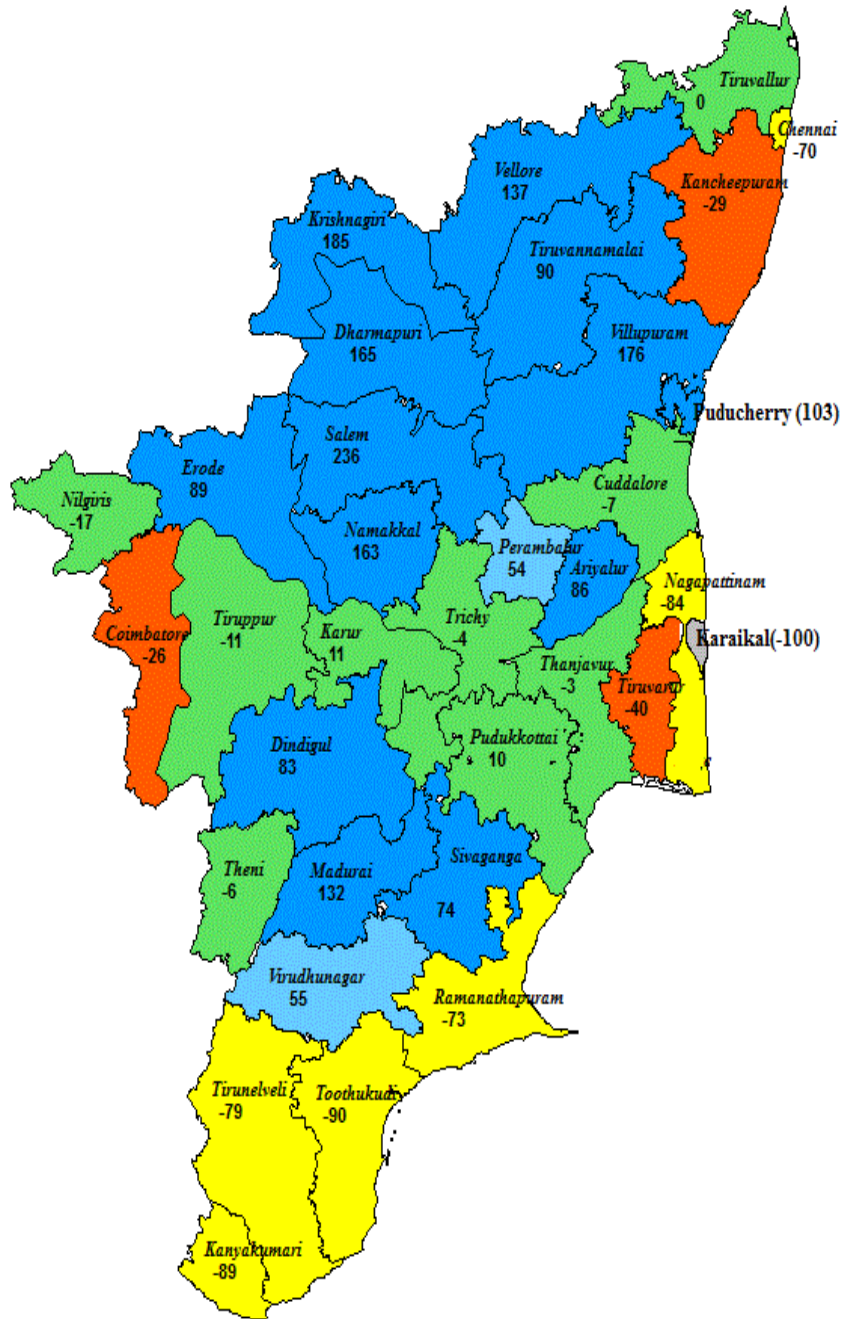 Tiruvallur
0
Chennai
-70
Vellore
137
Kancheepuram
-29
Krishnagiri
185
Tiruvannamalai
90
Dharmapuri
165
Villupuram
176
Puducherry (103)
Salem
236
Erode
89
Cuddalore
-7
Nilgiris
-17
Namakkal
163
Perambalur
54
Ariyalur
86
Nagapattinam
-84
Tiruppur
-11
Karur
11
Trichy
-4
Coimbatore
-26
Karaikal(-100)
Thanjavur
-3
Tiruvarur
-40
Dindigul
83
Pudukkottai
10
Theni
-6
Madurai
132
Sivaganga
74
Virudhunagar
55
Ramanathapuram
-73
Tirunelveli
-79
Toothukudi
-90
Kanyakumari
-89